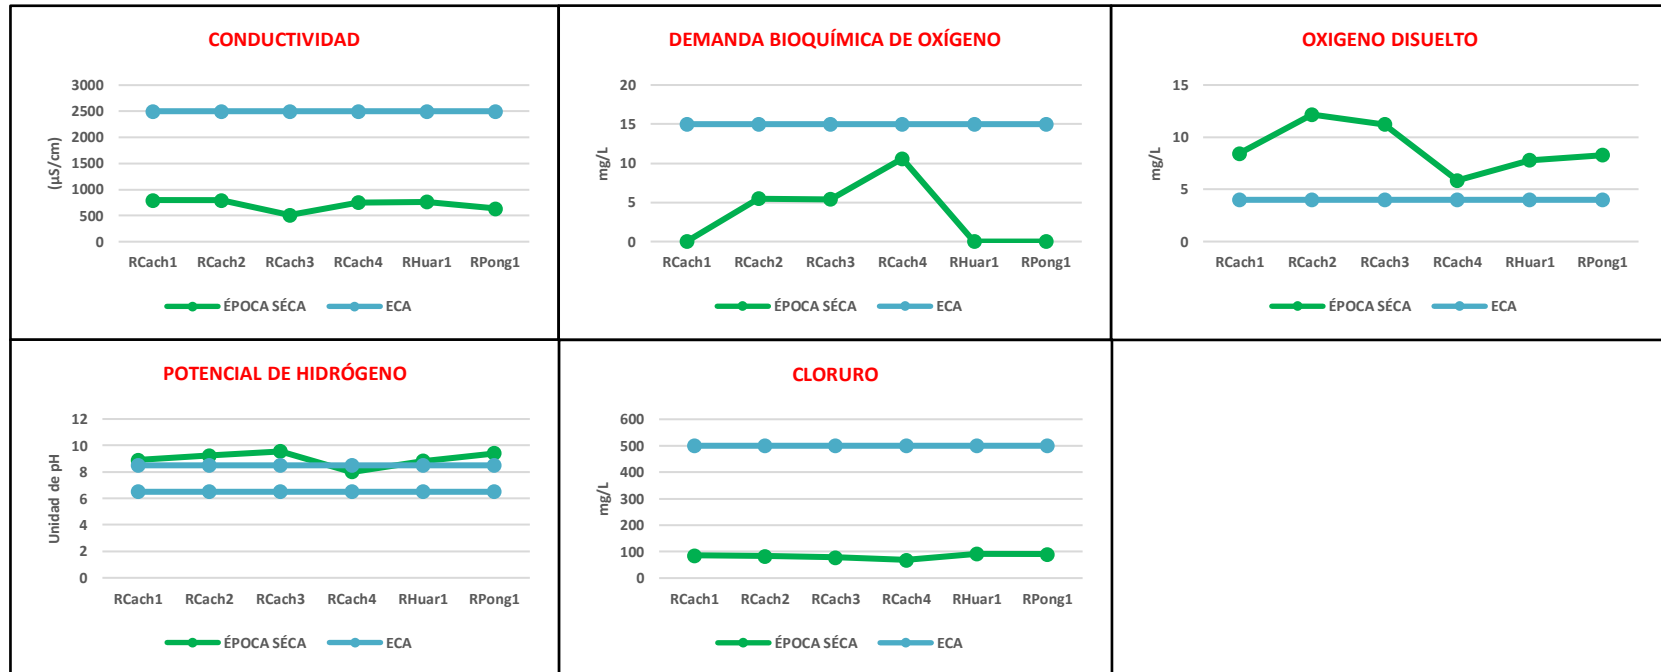 CONDUCTIVIDAD
(µS/cm)
3000
2500
2000
1500
1000
500
0
RCach1 RCach2 RCach3 RCach4 RHuar1 RPong1
ÉPOCA SÉCA ECA
DEMANDA BIOQUÍMICA DE OXÍGENO
mg/L
20
15
10
5
0
RCach1 RCach2 RCach3 RCach4 RHuar1 RPong1
ÉPOCA SÉCA ECA
OXIGENO DISUELTO
mg/L
15
10
5
0
RCach1 RCach2 RCach3 RCach4 RHuar1 RPong1
ÉPOCA SÉCA ECA
POTENCIAL DE HIDRÓGENO
Unidad de pH
12
10
8
6
4
2
0
RCach1 RCach2 RCach3 RCach4 RHuar1 RPong1
ÉPOCA SÉCA ECA
CLORURO
mg/L
600
500
400
300
200
100
0
RCach1 RCach2 RCach3 RCach4 RHuar1 RPong1
ÉPOCA SÉCA ECA